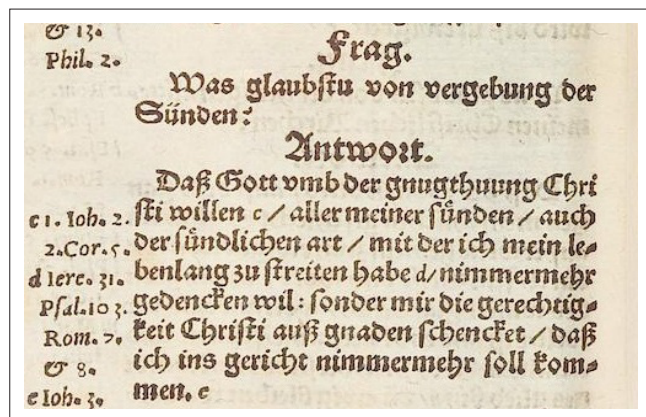 & 13.
Phil. 2.
Frag.
Was glaubstu von vergebung der
Sünden?
Antwort.
Daß Gott vmb der gnugthuung Chri
sti willen c / aller meiner sünden / auch
der sündlichen art / mit der ich mein le-
benlang zu streiten habe d / nimmermehr
gedencken wil: sonder mir die gerechtig-
keit Christi auß gnaden schencket / daß
ich ins gericht nimmermehr soll kom-
men. e
c 1. Ioh. 2.
2. Cor. 5.
d Iere. 31.
Psal. 103.
Rom. 7.
& 8.
e Ioh. 3.